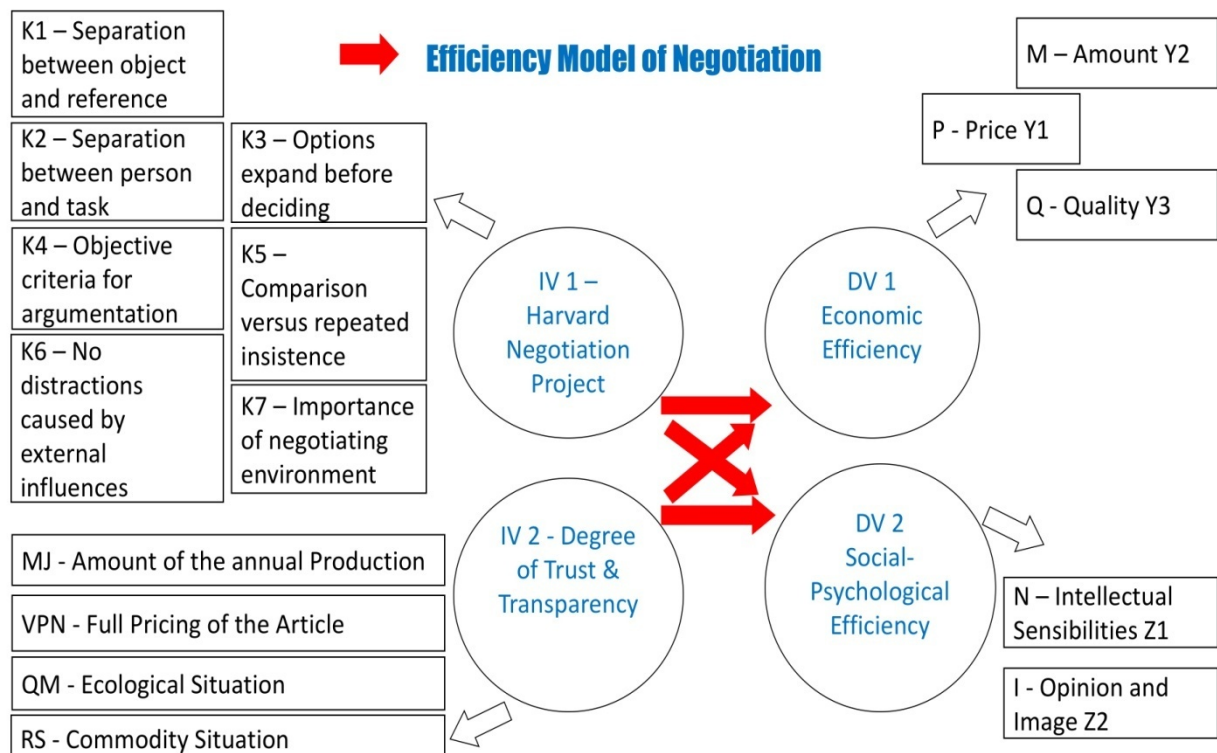 Efficiency Model of Negotiation
K1 – Separation
between object
and reference
K2 – Separation
between person
and task
K3 – Options
expand before
deciding
K4 – Objective
criteria for
argumentation
K5 –
Comparison
versus repeated
insistence
K6 – No
distractions
caused by
external
influences
K7 – Importance
of negotiating
environment
M – Amount Y2
P - Price Y1
Q - Quality Y3
IV 1 –
Harvard
Negotiation
Project
DV 1
Economic
Efficiency
IV 2 - Degree
of Trust &
Transparency
DV 2
Social-
Psychological
Efficiency
MJ - Amount of the annual Production
VPN - Full Pricing of the Article
QM - Ecological Situation
RS - Commodity Situation
N – Intellectual
Sensibilities Z1
I - Opinion and
Image Z2